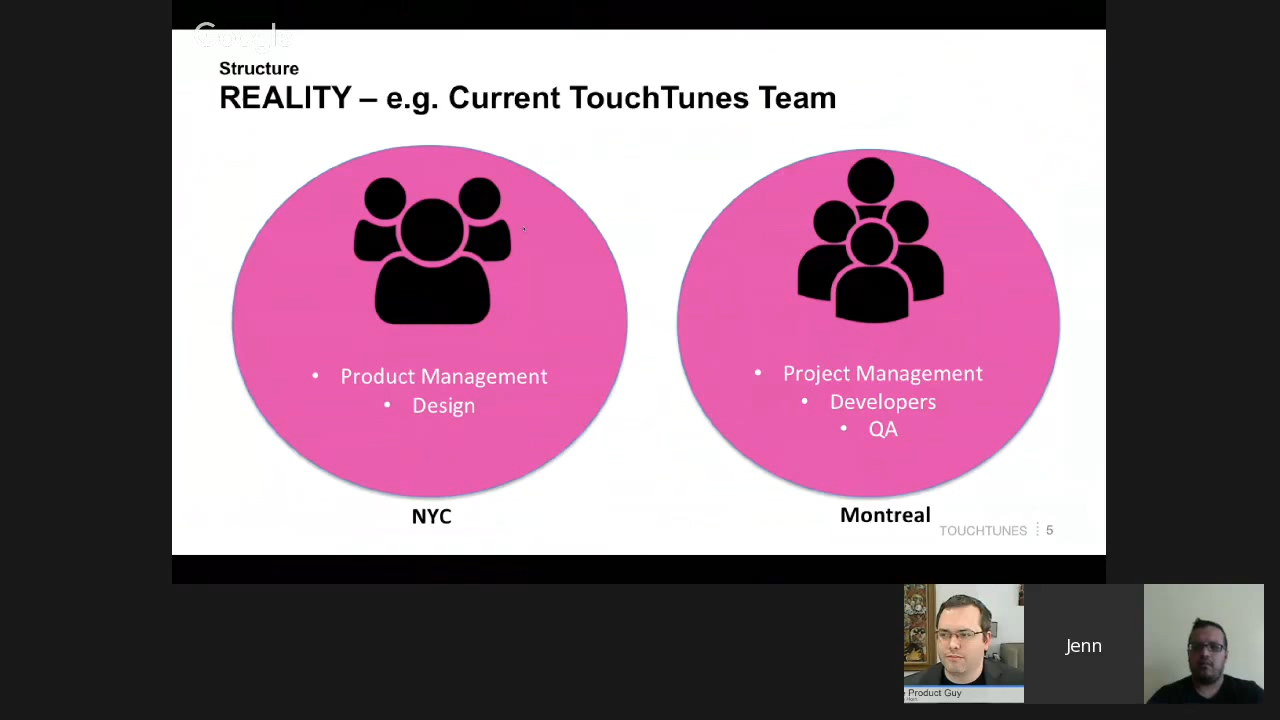 Google
Structure
REALITY – e.g. Current TouchTunes Team
• Product Management
• Design
• Project Management
• Developers
• QA
NYC
Montreal
TOUCHTUNES 5
Jenn
Product Guy